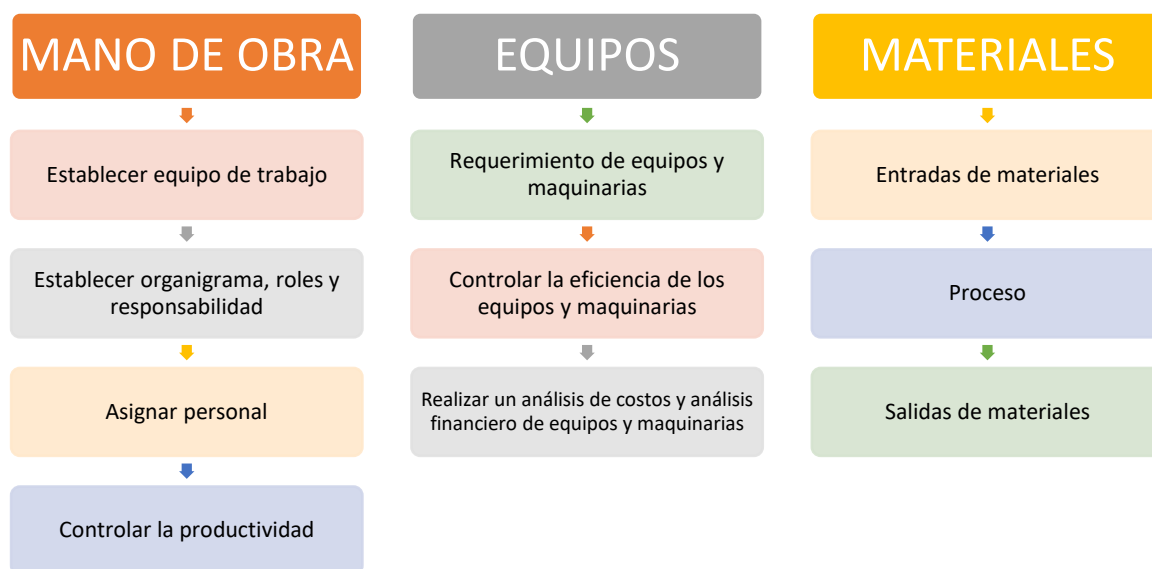 MANO DE OBRA
Establecer equipo de trabajo
Establecer organigrama, roles y
responsabilidad
Asignar personal
Controlar la productividad
EQUIPOS
Requerimiento de equipos y
maquinarias
Controlar la eficiencia de los
equipos y maquinarias
Realizar un análisis de costos y análisis
financiero de equipos y maquinarias
MATERIALES
Entradas de materiales
Proceso
Salidas de materiales